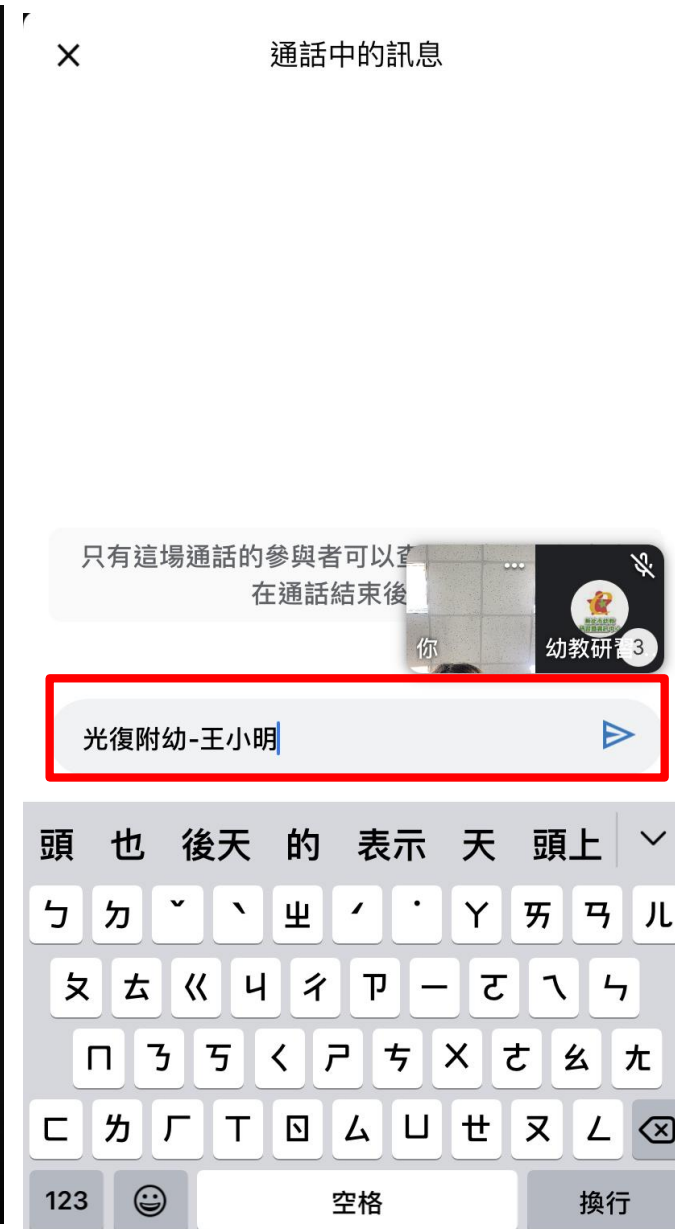 通話中的訊息
只有這場通話的參與者可以查
在通話結束後
你
幼教研習
3
光復附幼-王小明
頭 也 後天 的 表示 天 頭上
ㄅ ㄉ ˇ ˋ ㄓ ˊ ˙ ㄚ ㄞ ㄢ ㄦ
ㄆ ㄊ ㄍ ㄐ ㄔ ㄗ ㄧ ㄛ ㄟ ㄣ
ㄇ ㄋ ㄎ ㄑ ㄕ ㄘ ㄨ ㄜ ㄠ ㄤ
ㄈ ㄌ ㄏ ㄒ ㄖ ㄙ ㄩ ㄝ ㄡ ㄥ
123 空格 換行